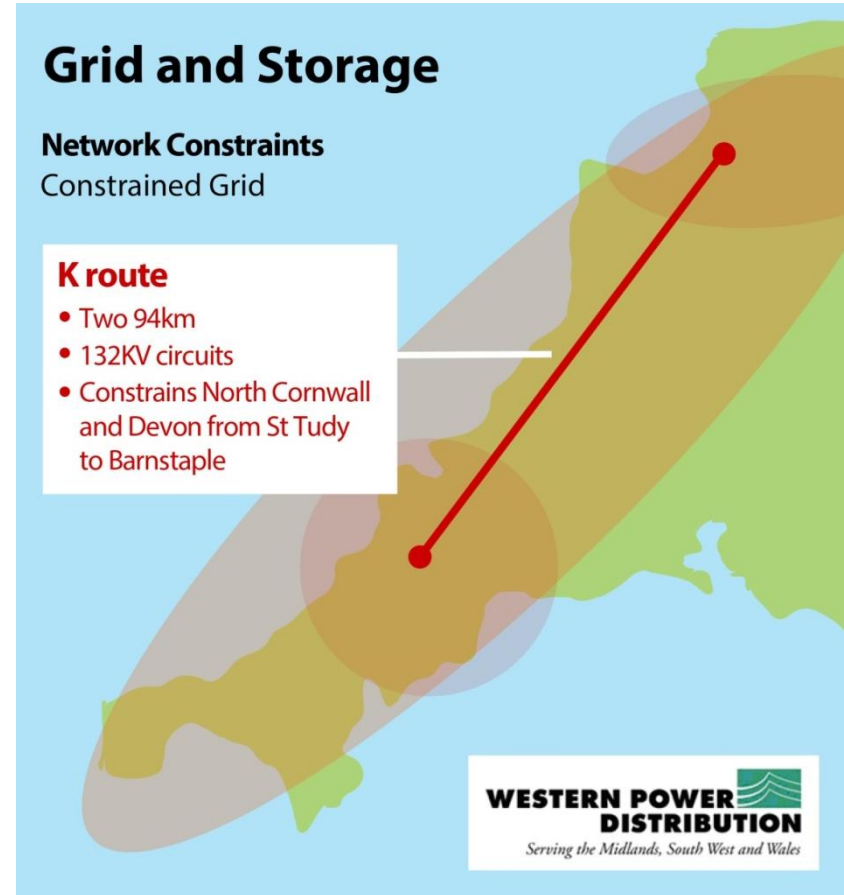 Grid and Storage
Network Constraints
Constrained Grid
K route
• Two 94km
• 132KV circuits
• Constrains North Cornwall
and Devon from St Tudy
to Barnstaple
WESTERN POWER
DISTRIBUTION
Serving the Midlands, South West and Wales